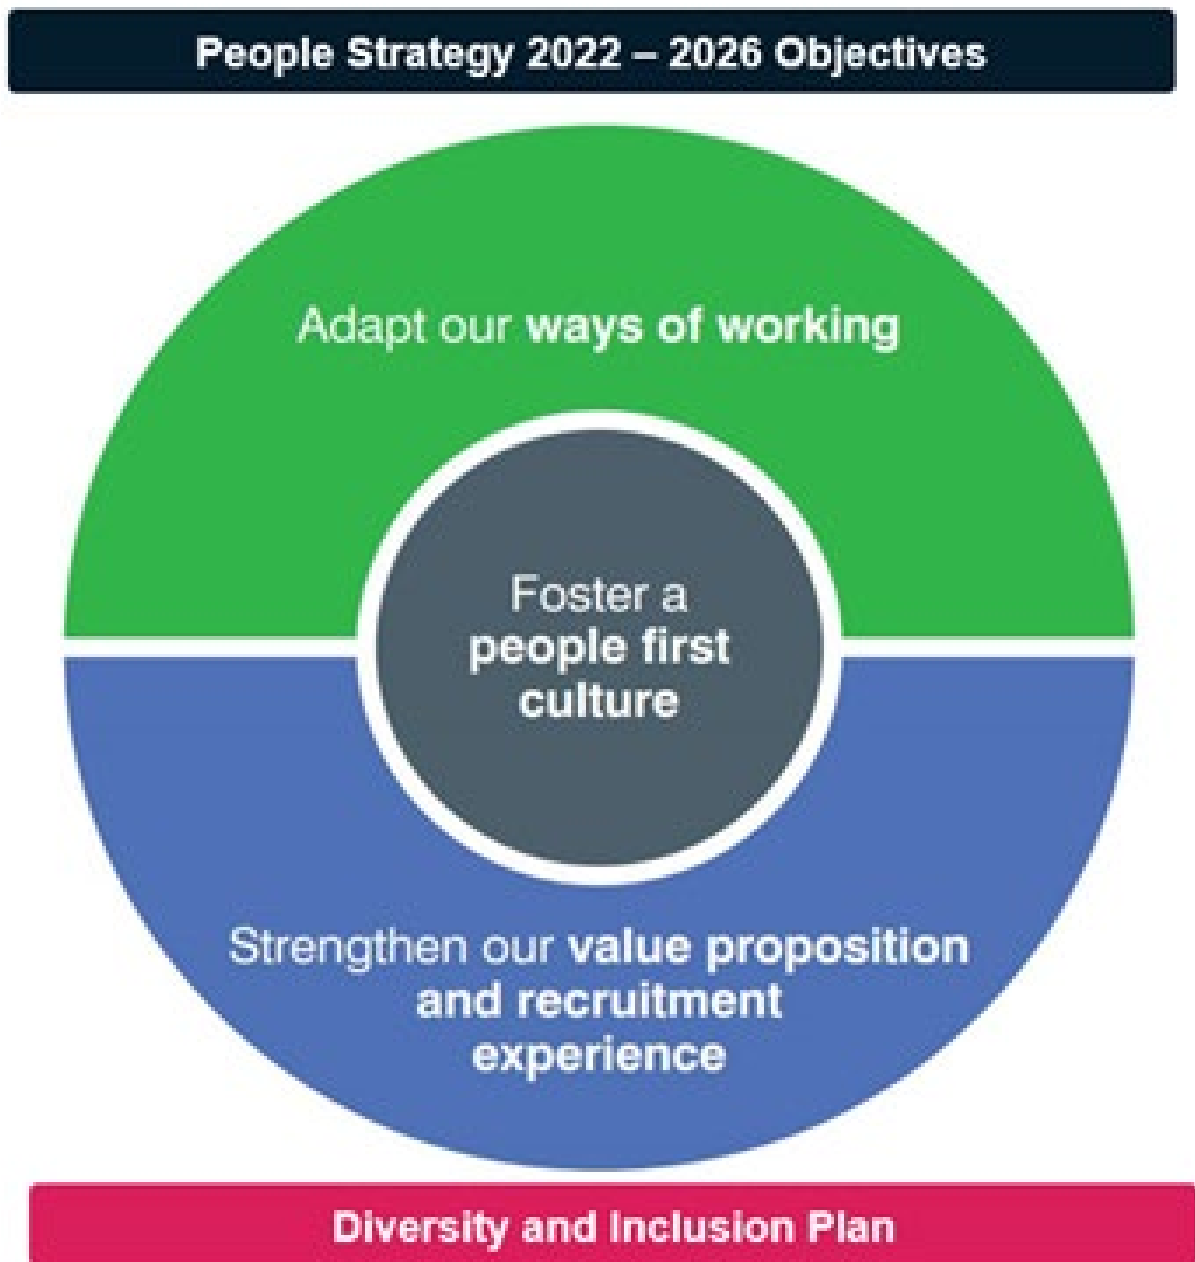 People Strategy 2022 – 2026 Objectives
Adapt our ways of working
Foster a
people first
culture
Strengthen our value proposition
and recruitment
experience
Diversity and Inclusion Plan